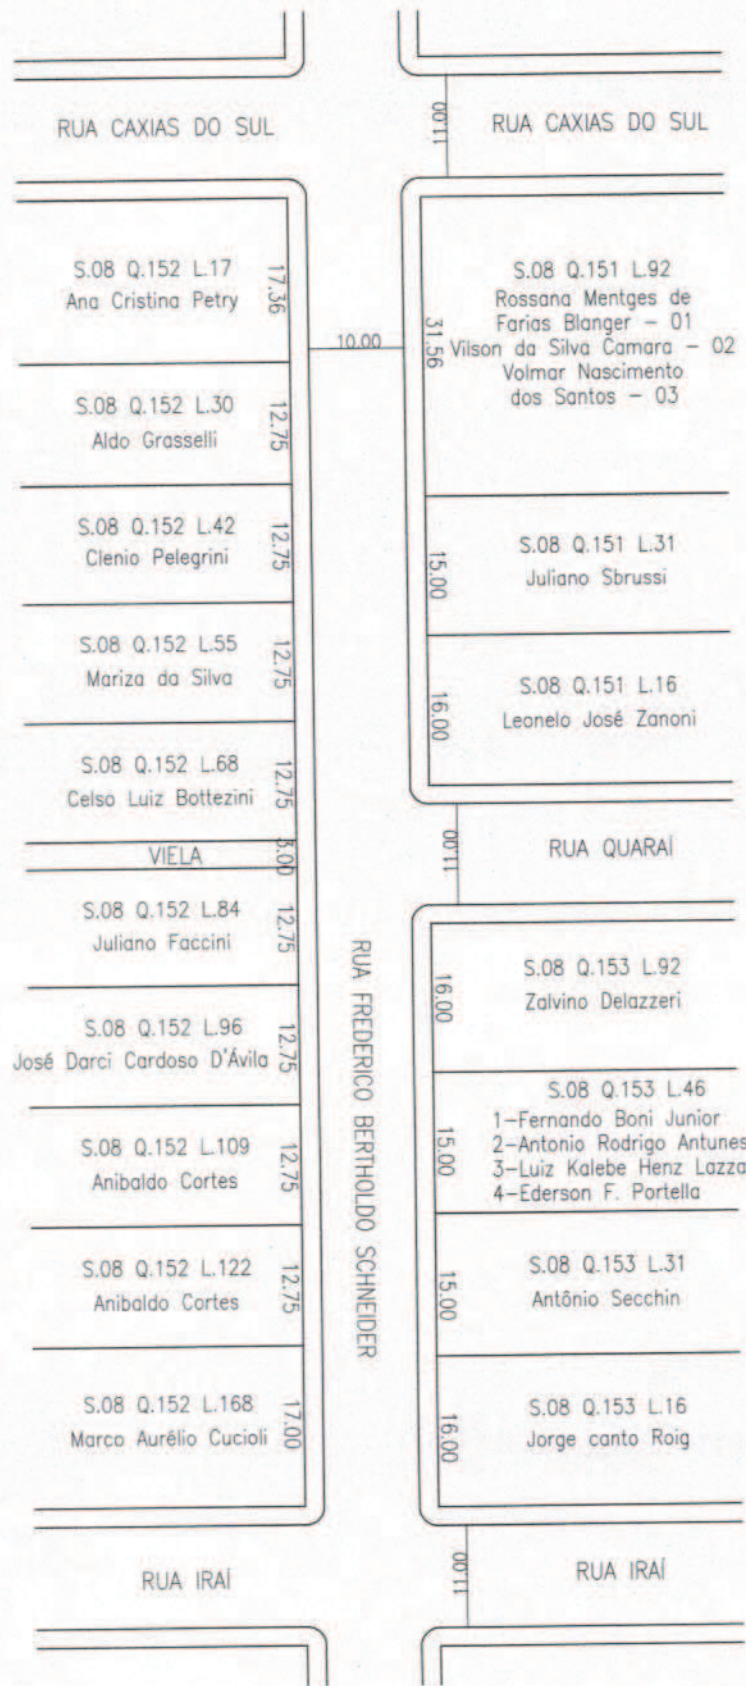 RUA CAXIAS DO SUL
11.00
RUA CAXIAS DO SUL
S.08 Q.152 L.17
Ana Cristina Petry
17.36
S.08 Q.152 L.30
Aldo Grasselli
12.75
S.08 Q.152 L.42
Clenio Pelegrini
12.75
S.08 Q.152 L.55
Mariza da Silva
12.75
S.08 Q.152 L.68
Celso Luiz Bottezini
12.75
VIELA
3.00
S.08 Q.152 L.84
Juliano Faccini
12.75
S.08 Q.152 L.96
José Darci Cardoso D'Ávila
12.75
S.08 Q.152 L.109
Anibaldo Cortes
12.75
S.08 Q.152 L.122
Anibaldo Cortes
12.75
S.08 Q.152 L.168
Marco Aurélio Cucioli
17.00
10.00
RUA FREDERICO BERTHOLDO SCHNEIDER
S.08 Q.151 L.92
Rossana Mentges de
Farias Blanger - 01
Vilson da Silva Camara - 02
Volmar Nascimento
dos Santos - 03
31.56
S.08 Q.151 L.31
Juliano Sbrussi
15.00
S.08 Q.151 L.16
Leonelo José Zanoni
16.00
11.00
RUA QUARAÍ
S.08 Q.153 L.92
Zalvino Delazzeri
16.00
S.08 Q.153 L.46
1-Fernando Boni Junior
2-Antonio Rodrigo Antunes
3-Luiz Kalebe Henz Lazza
4-Ederson F. Portella
15.00
S.08 Q.153 L.31
Antônio Secchin
15.00
S.08 Q.153 L.16
Jorge canto Roig
16.00
RUA IRAÍ
11.00
RUA IRAÍ